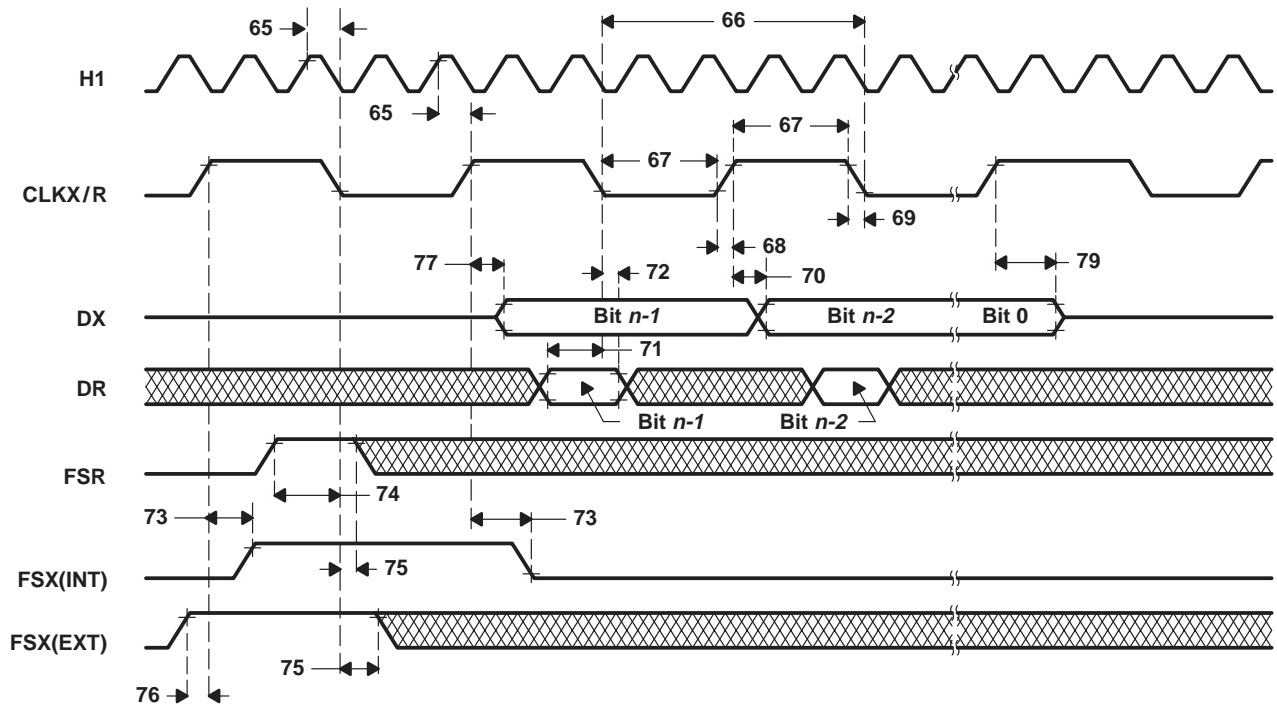 66
65
H1
65
67
67
CLKX/R
69
68
77
72
70
79
DX
Bit n-1
Bit n-2
Bit 0
71
DR
Bit n-1
Bit n-2
FSR
74
73
73
FSX(INT)
75
FSX(EXT)
75
76